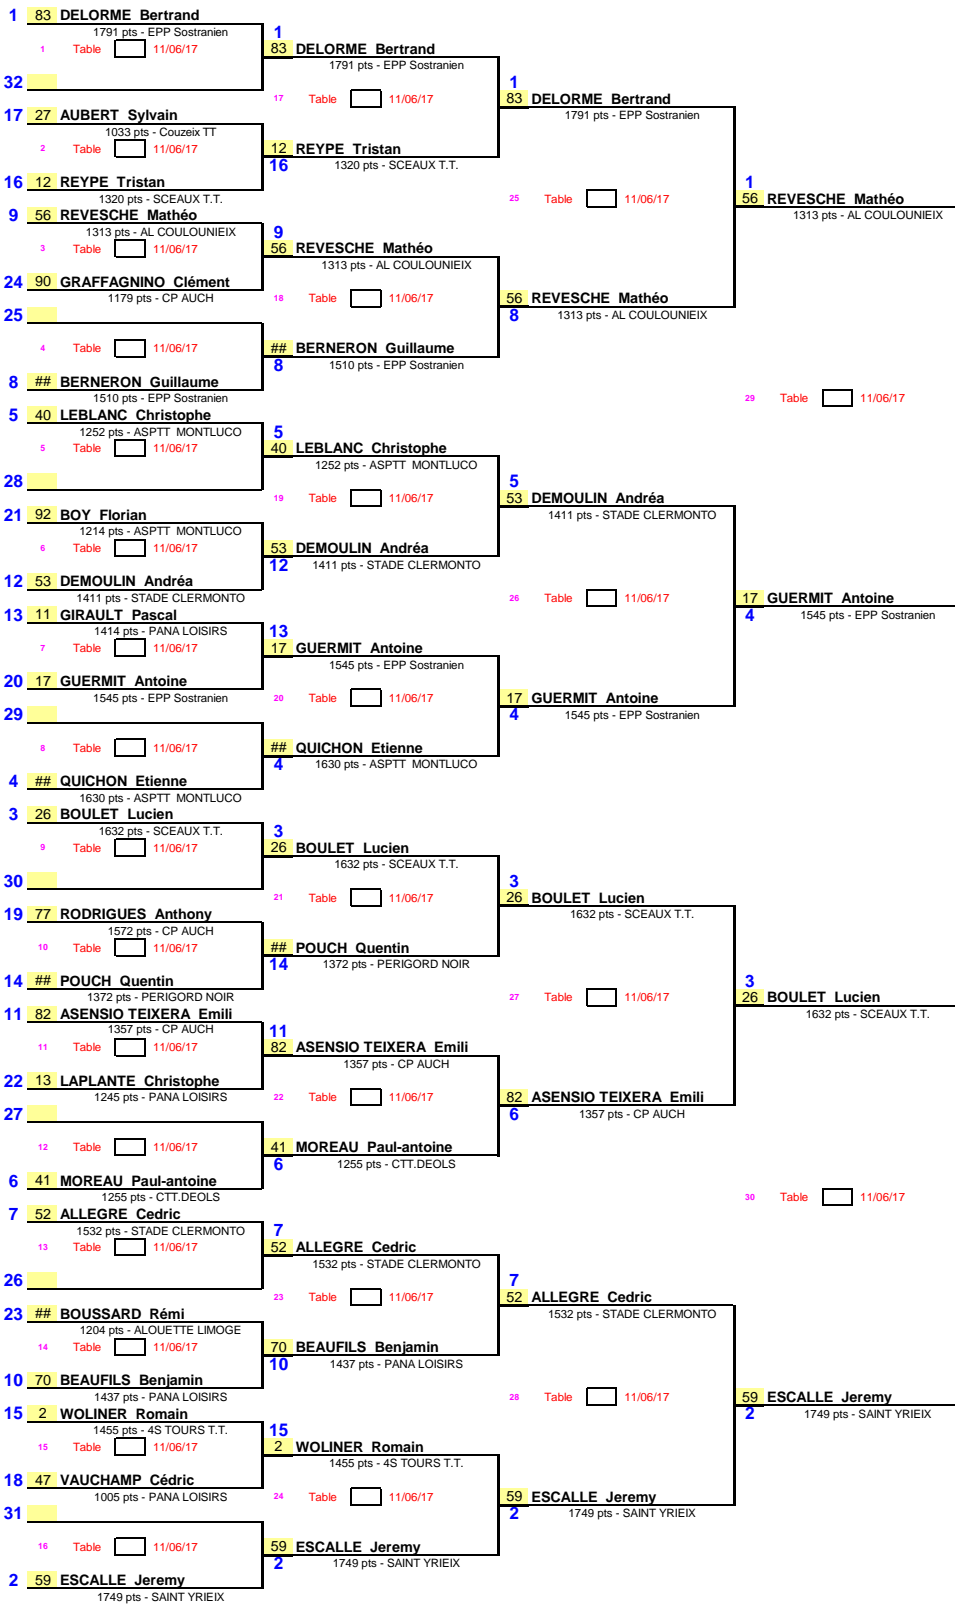 1 83 DELORME Bertrand
1791 pts - EPP Sostranien
1 Table 11/06/17
32
17 27 AUBERT Sylvain
1033 pts - Couzeix TT
2 Table 11/06/17
16 12 REYPE Tristan
1320 pts - SCEAUX T.T.
9 56 REVESCHE Mathéo
1313 pts - AL COULOUNIEIX
3 Table 11/06/17
24 90 GRAFFAGNINO Clément
1179 pts - CP AUCH
25
4 Table 11/06/17
8 ## BERNERON Guillaume
1510 pts - EPP Sostranien
5 40 LEBLANC Christophe
1252 pts - ASPTT MONTLUCO
5 Table 11/06/17
28
21 92 BOY Florian
1214 pts - ASPTT MONTLUCO
6 Table 11/06/17
12 53 DEMOULIN Andréa
1411 pts - STADE CLERMONTO
13 11 GIRAULT Pascal
1414 pts - PANA LOISIRS
7 Table 11/06/17
20 17 GUERMIT Antoine
1545 pts - EPP Sostranien
29
8 Table 11/06/17
4 ## QUICHON Etienne
1630 pts - ASPTT MONTLUCO
3 26 BOULET Lucien
1632 pts - SCEAUX T.T.
9 Table 11/06/17
30
19 77 RODRIGUES Anthony
1572 pts - CP AUCH
10 Table 11/06/17
14 ## POUCH Quentin
1372 pts - PERIGORD NOIR
11 82 ASENSIO TEIXERA Emili
1357 pts - CP AUCH
11 Table 11/06/17
22 13 LAPLANTE Christophe
1245 pts - PANA LOISIRS
27
12 Table 11/06/17
6 41 MOREAU Paul-antoine
1255 pts - CTT.DEOLS
7 52 ALLEGRE Cedric
1532 pts - STADE CLERMONTO
13 Table 11/06/17
26
23 ## BOUSSARD Rémi
1204 pts - ALOUETTE LIMOGE
14 Table 11/06/17
10 70 BEAUFILS Benjamin
1437 pts - PANA LOISIRS
15 2 WOLINER Romain
1455 pts - 4S TOURS T.T.
15 Table 11/06/17
18 47 VAUCHAMP Cédric
1005 pts - PANA LOISIRS
31
16 Table 11/06/17
2 59 ESCALLE Jeremy
1749 pts - SAINT YRIEIX
1
83 DELORME Bertrand
1791 pts - EPP Sostranien
17 Table 11/06/17
12 REYPE Tristan
16 1320 pts - SCEAUX T.T.
9
56 REVESCHE Mathéo
1313 pts - AL COULOUNIEIX
18 Table 11/06/17
## BERNERON Guillaume
8 1510 pts - EPP Sostranien
5
40 LEBLANC Christophe
1252 pts - ASPTT MONTLUCO
19 Table 11/06/17
53 DEMOULIN Andréa
12 1411 pts - STADE CLERMONTO
13
17 GUERMIT Antoine
1545 pts - EPP Sostranien
20 Table 11/06/17
## QUICHON Etienne
4 1630 pts - ASPTT MONTLUCO
3
26 BOULET Lucien
1632 pts - SCEAUX T.T.
21 Table 11/06/17
## POUCH Quentin
14 1372 pts - PERIGORD NOIR
11
82 ASENSIO TEIXERA Emili
1357 pts - CP AUCH
22 Table 11/06/17
41 MOREAU Paul-antoine
6 1255 pts - CTT.DEOLS
7
52 ALLEGRE Cedric
1532 pts - STADE CLERMONTO
23 Table 11/06/17
70 BEAUFILS Benjamin
10 1437 pts - PANA LOISIRS
15
2 WOLINER Romain
1455 pts - 4S TOURS T.T.
24 Table 11/06/17
59 ESCALLE Jeremy
2 1749 pts - SAINT YRIEIX
1
83 DELORME Bertrand
1791 pts - EPP Sostranien
25 Table 11/06/17
56 REVESCHE Mathéo
8 1313 pts - AL COULOUNIEIX
5
53 DEMOULIN Andréa
1411 pts - STADE CLERMONTO
26 Table 11/06/17
17 GUERMIT Antoine
4 1545 pts - EPP Sostranien
3
26 BOULET Lucien
1632 pts - SCEAUX T.T.
27 Table 11/06/17
82 ASENSIO TEIXERA Emili
6 1357 pts - CP AUCH
7
52 ALLEGRE Cedric
1532 pts - STADE CLERMONTO
28 Table 11/06/17
59 ESCALLE Jeremy
2 1749 pts - SAINT YRIEIX
1
56 REVESCHE Mathéo
1313 pts - AL COULOUNIEIX
29 Table 11/06/17
17 GUERMIT Antoine
4 1545 pts - EPP Sostranien
3
26 BOULET Lucien
1632 pts - SCEAUX T.T.
30 Table 11/06/17
59 ESCALLE Jeremy
2 1749 pts - SAINT YRIEIX